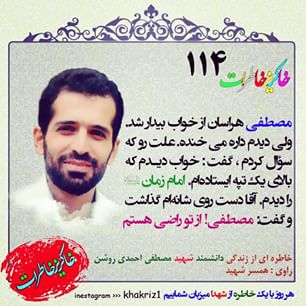 خاکریز خاطرات ۱۱۴
مصطفی هراسان از خواب بیدار شد.
ولی دیدم داره می خنده. علت رو که
سؤال کردم، گفت: خواب دیدم که
بالای یک تپه ایستاده‌ام. امام زمان
را دیدم. آقا دست روی شانه‌ام گذاشت
و گفت: مصطفی! از تو راضی هستم
خاطره ای از زندگی دانشمند شهید مصطفی احمدی روشن
راوی: همسر شهید
خاکریز خاطرات
هر روز با یک خاطره از شهدا میزبان شماییم
inestagram >>> khakriz1